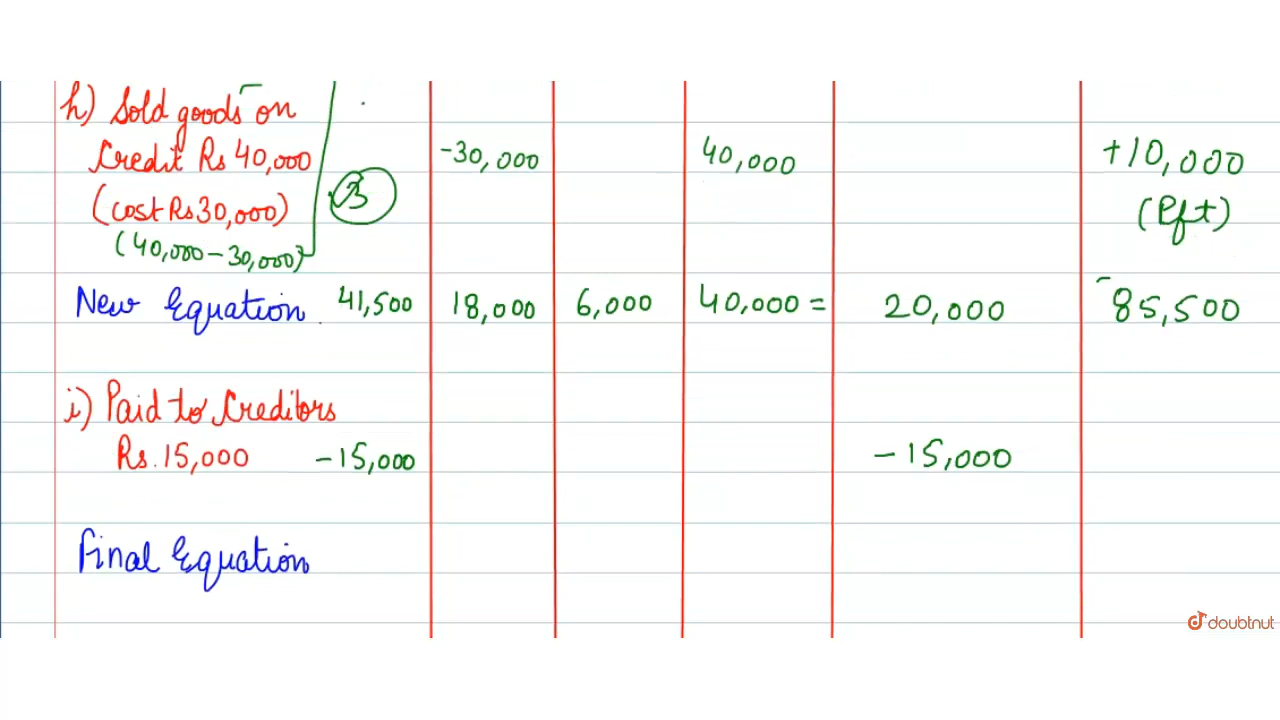 h) Sold goods on
Credit Rs 40,000 -30,000 40,000 +10,000
(cost Rs 30,000) B (Pft)
(40,000 - 30,000)
New Equation 41,500 18,000 6,000 40,000 = 20,000 85,500
i) Paid to Creditors
Rs. 15,000 -15,000 -15,000
Final Equation
doubtnut